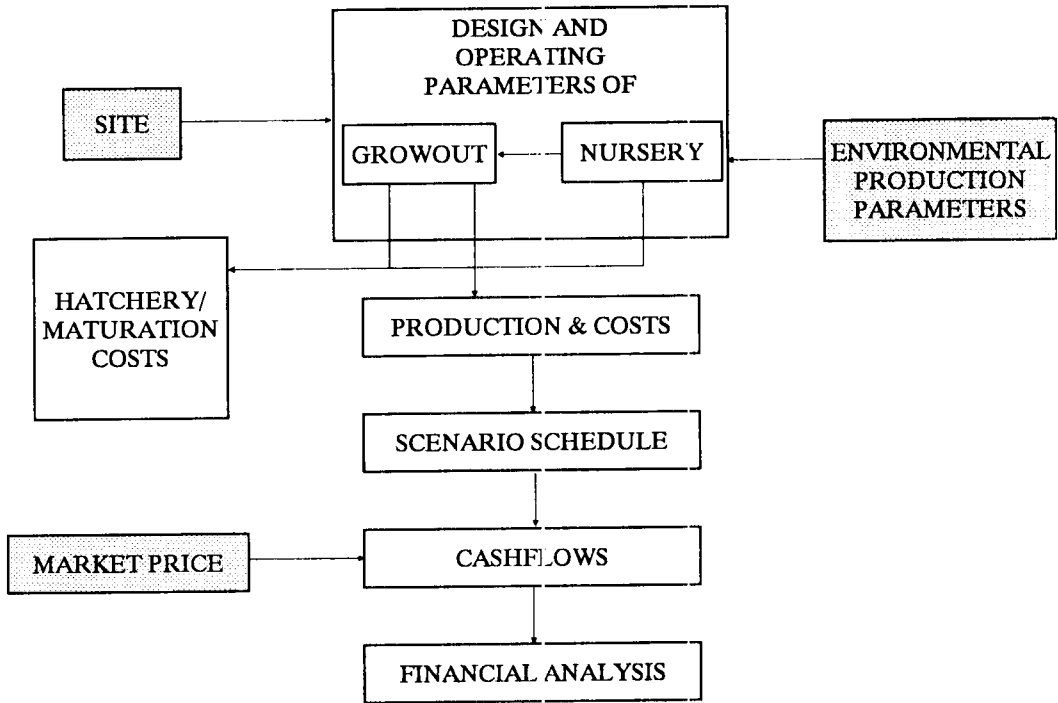 DESIGN AND
OPERATING
PARAMETERS OF
SITE
GROWOUT
NURSERY
ENVIRONMENTAL
PRODUCTION
PARAMETERS
HATCHERY/
MATURATION
COSTS
PRODUCTION & COSTS
SCENARIO SCHEDULE
MARKET PRICE
CASHFLOWS
FINANCIAL ANALYSIS